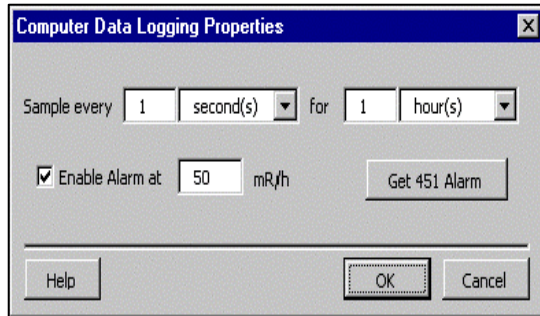 Computer Data Logging Properties
Sample every 1 second(s) for 1 hour(s)
Enable Alarm at 50 mR/h Get 451 Alarm
Help OK Cancel